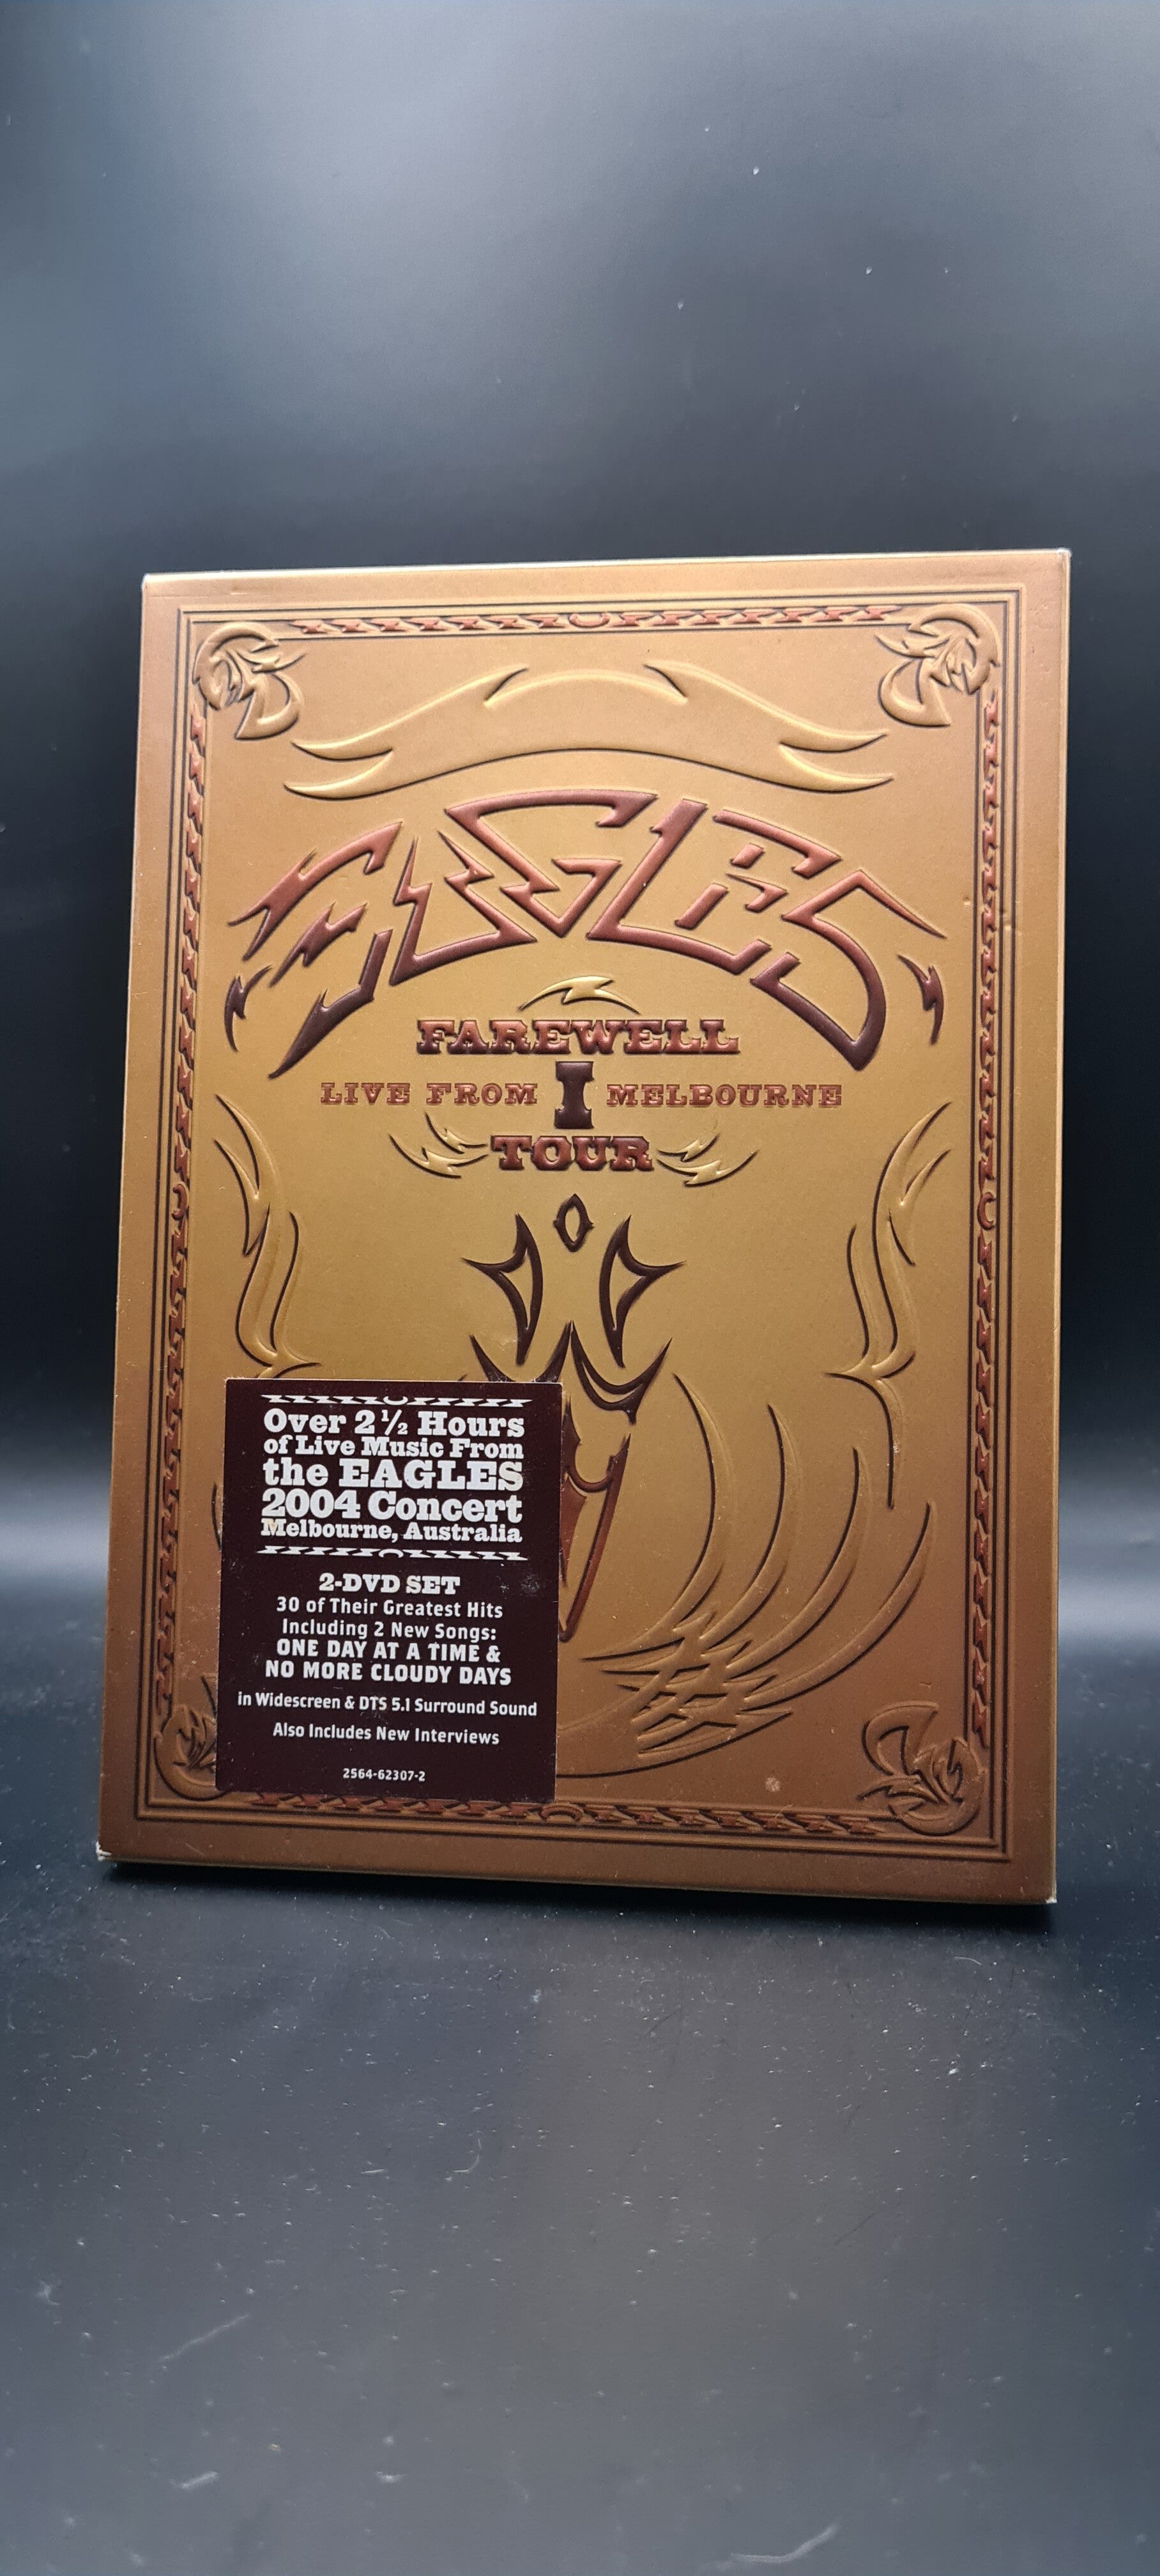 EAGLES
FAREWELL
LIVE FROM I MELBOURNE
TOUR
Over 2½ Hours
of Live Music From
the EAGLES
2004 Concert
Melbourne, Australia
2-DVD SET
30 of Their Greatest Hits
Including 2 New Songs:
ONE DAY AT A TIME &
NO MORE CLOUDY DAYS
in Widescreen & DTS 5.1 Surround Sound
Also Includes New Interviews
2564-62307-2